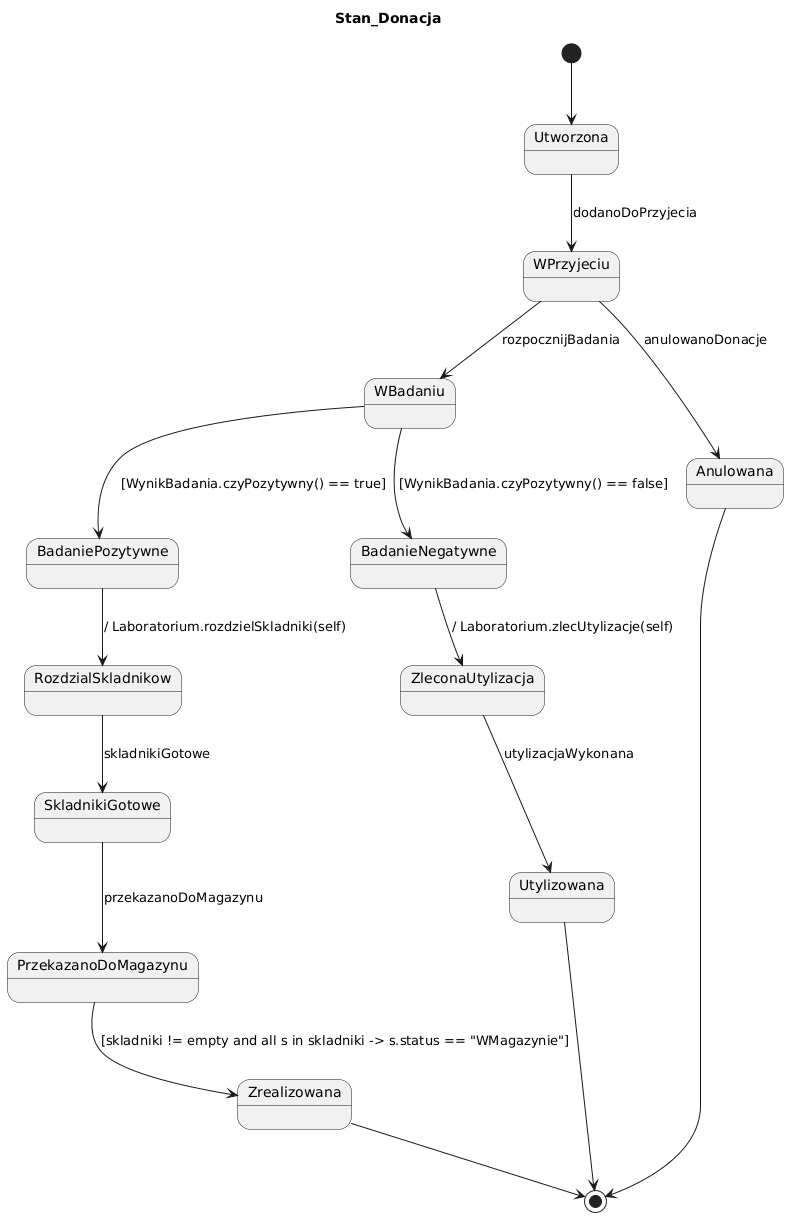 Stan_Donacja
Utworzona
dodanoDoPrzyjecia
WPrzyjeciu
rozpocznijBadania
anulowanoDonacje
WBadaniu
Anulowana
[WynikBadania.czyPozytywny() == true]
[WynikBadania.czyPozytywny() == false]
BadaniePozytywne
BadanieNegatywne
/ Laboratorium.rozdzielSkladniki(self)
/ Laboratorium.zlecUtylizacje(self)
RozdzialSkladnikow
ZleconaUtylizacja
skladnikiGotowe
utylizacjaWykonana
SkladnikiGotowe
Utylizowana
przekazanoDoMagazynu
PrzekazanoDoMagazynu
[skladniki != empty and all s in skladniki -> s.status == "WMagazynie"]
Zrealizowana